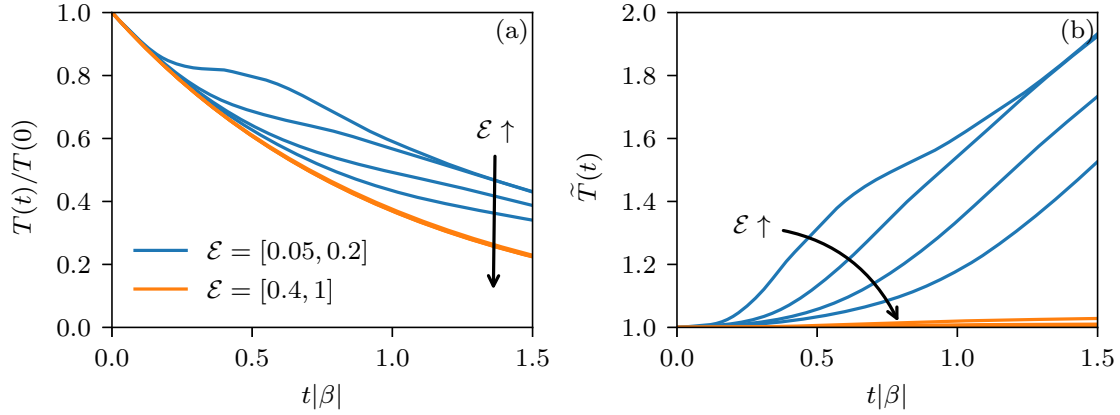 (a)
1.0
0.8
0.6
0.4
0.2
0.0
T(t)/T(0)
ℰ ↑
ℰ = [0.05, 0.2]
ℰ = [0.4, 1]
0.0 0.5 1.0 1.5
t|β|
(b)
2.0
1.8
1.6
1.4
1.2
1.0
T̃(t)
ℰ ↑
0.0 0.5 1.0 1.5
t|β|